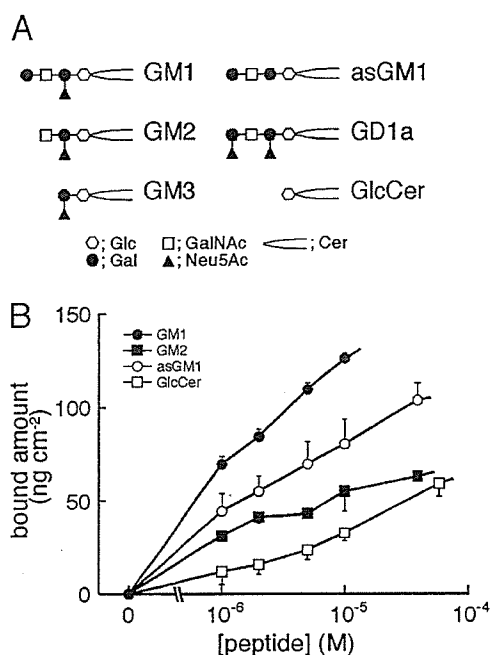 A
GM1 asGM1
GM2 GD1a
GM3 GlcCer
; Glc ; GalNAc ; Cer
; Gal ; Neu5Ac
B
150
100
50
0
bound amount
(ng cm⁻²)
GM1
GM2
asGM1
GlcCer
0 10⁻⁶ 10⁻⁵ 10⁻⁴
[peptide] (M)